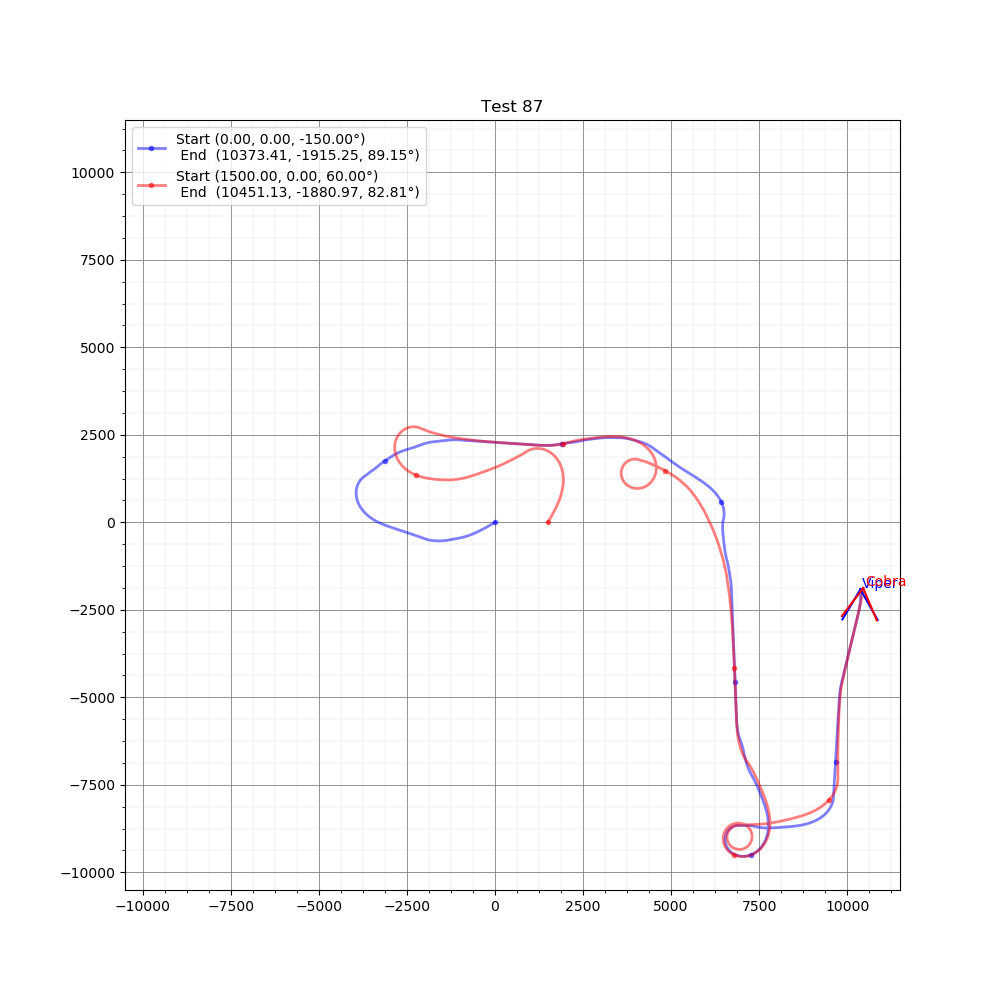 Test 87
Start (0.00, 0.00, -150.00°)
End  (10373.41, -1915.25, 89.15°)
Start (1500.00, 0.00, 60.00°)
End  (10451.13, -1880.97, 82.81°)
10000
7500
5000
2500
0
−2500
−5000
−7500
−10000
Viper
Cobra
−10000 −7500 −5000 −2500 0 2500 5000 7500 10000